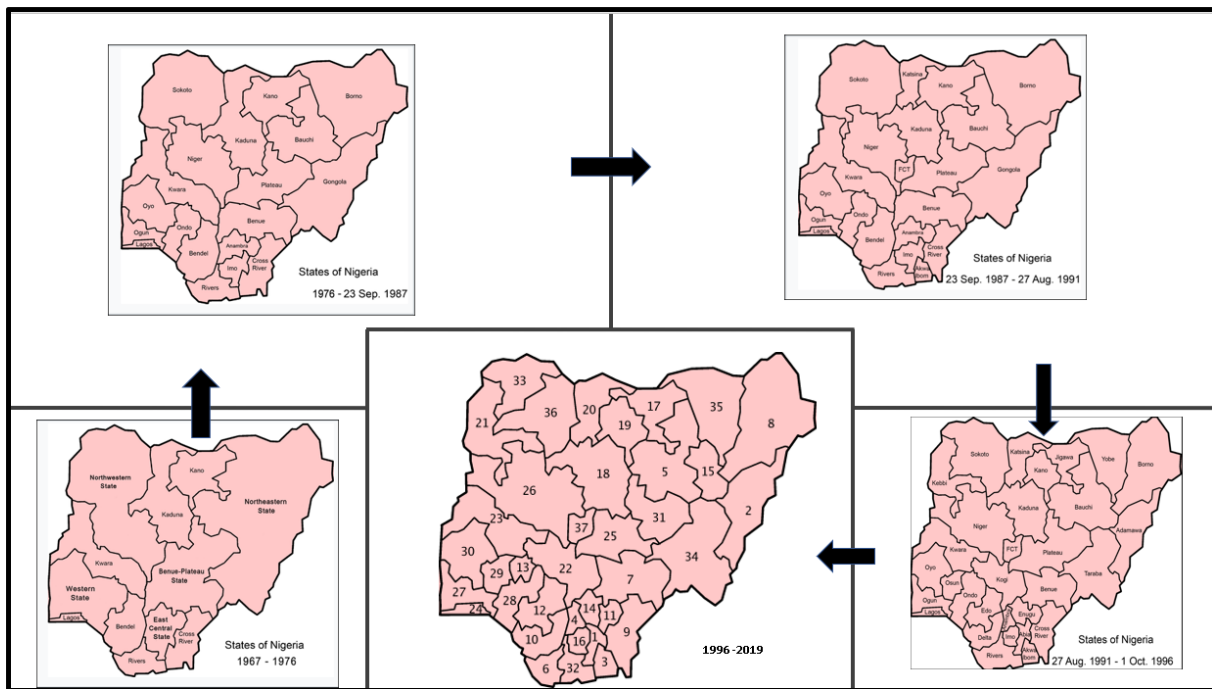 Sokoto
Kano
Borno
Kaduna
Bauchi
Niger
Gongola
Plateau
Kwara
Oyo
Benue
Ondo
Ogun
Lagos
Anambra
Bendel
Cross
River
Imo
Rivers
States of Nigeria
1976 - 23 Sep. 1987
Sokoto
Katsina
Kano
Borno
Kaduna
Bauchi
Niger
FCT
Plateau
Gongola
Kwara
Oyo
Benue
Ondo
Ogun
Lagos
Anambra
Bendel
Cross
River
Imo
Rivers
Akwa
Ibom
States of Nigeria
23 Sep. 1987 - 27 Aug. 1991
Northwestern
State
Kano
Northeastern
State
Kaduna
Kwara
Benue-Plateau
State
Western
State
Lagos
Bendel
East
Central
State
Cross
River
Rivers
States of Nigeria
1967 - 1976
33
36
20
17
35
21
19
8
18
5
15
26
2
23
37
31
25
34
30
13
22
7
29
27
28
24
12
14
11
4
10
16
1
9
6
32
3
1996 -2019
Sokoto
Katsina
Jigawa
Yobe
Kano
Borno
Kebbi
Kaduna
Bauchi
Niger
Adamawa
FCT
Plateau
Kwara
Oyo
Taraba
Kogi
Osun
Benue
Ogun
Ondo
Lagos
Edo
Enugu
Delta
Imo
Abia
Cross
River
Rivers
Akwa
Ibom
States of Nigeria
27 Aug. 1991 - 1 Oct. 1996